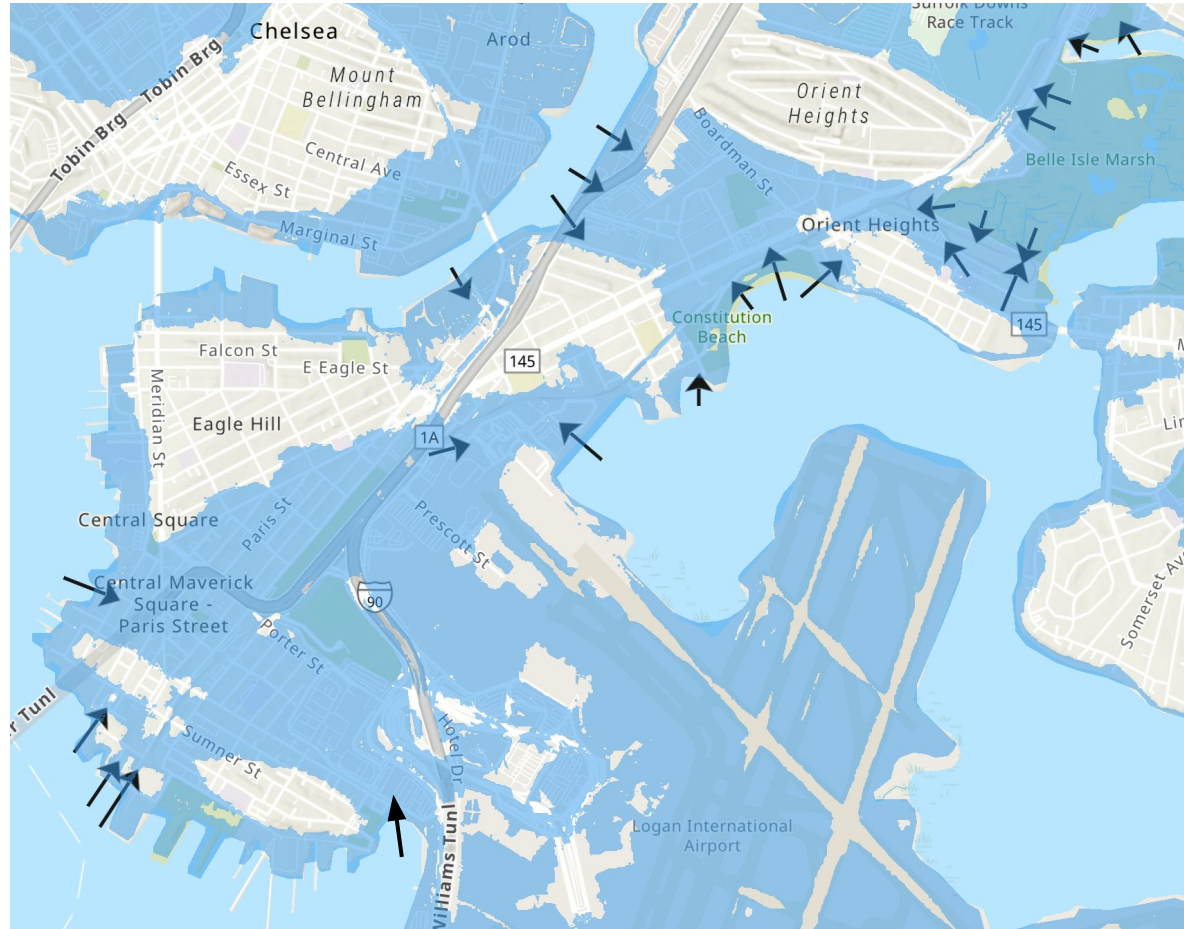 Suffolk Downs
Race Track
Chelsea
Arod
Tobin Brg
Tobin Brg
Mount
Bellingham
Orient
Heights
Boardman St
Central Ave
Belle Isle Marsh
Essex St
Marginal St
Orient Heights
Constitution
Beach
145
145
Falcon St
E Eagle St
Meridian St
Eagle Hill
1A
Central Square
Paris St
Prescott St
Central Maverick
Square -
Paris Street
90
Porter St
Somerset Av
Lin
M
r Tunl
Sumner St
Hotel Dr
Logan International
Airport
Williams Tunl